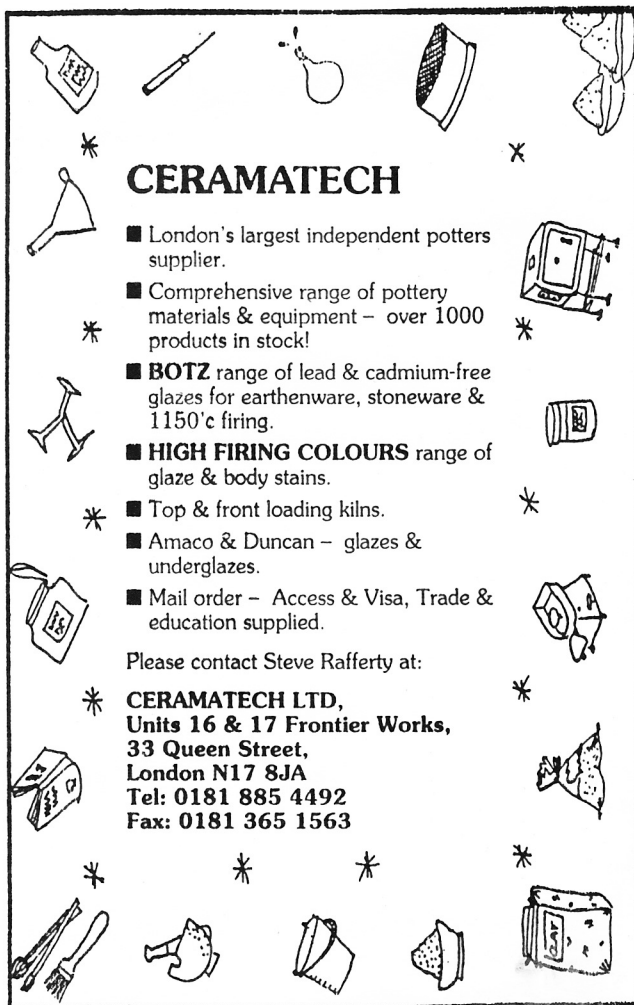 CERAMATECH
■ London's largest independent potters
supplier.
■ Comprehensive range of pottery
materials & equipment – over 1000
products in stock!
■ BOTZ range of lead & cadmium-free
glazes for earthenware, stoneware &
1150'c firing.
■ HIGH FIRING COLOURS range of
glaze & body stains.
■ Top & front loading kilns.
■ Amaco & Duncan – glazes &
underglazes.
■ Mail order – Access & Visa, Trade &
education supplied.
Please contact Steve Rafferty at:
CERAMATECH LTD,
Units 16 & 17 Frontier Works,
33 Queen Street,
London N17 8JA
Tel: 0181 885 4492
Fax: 0181 365 1563
CLAY